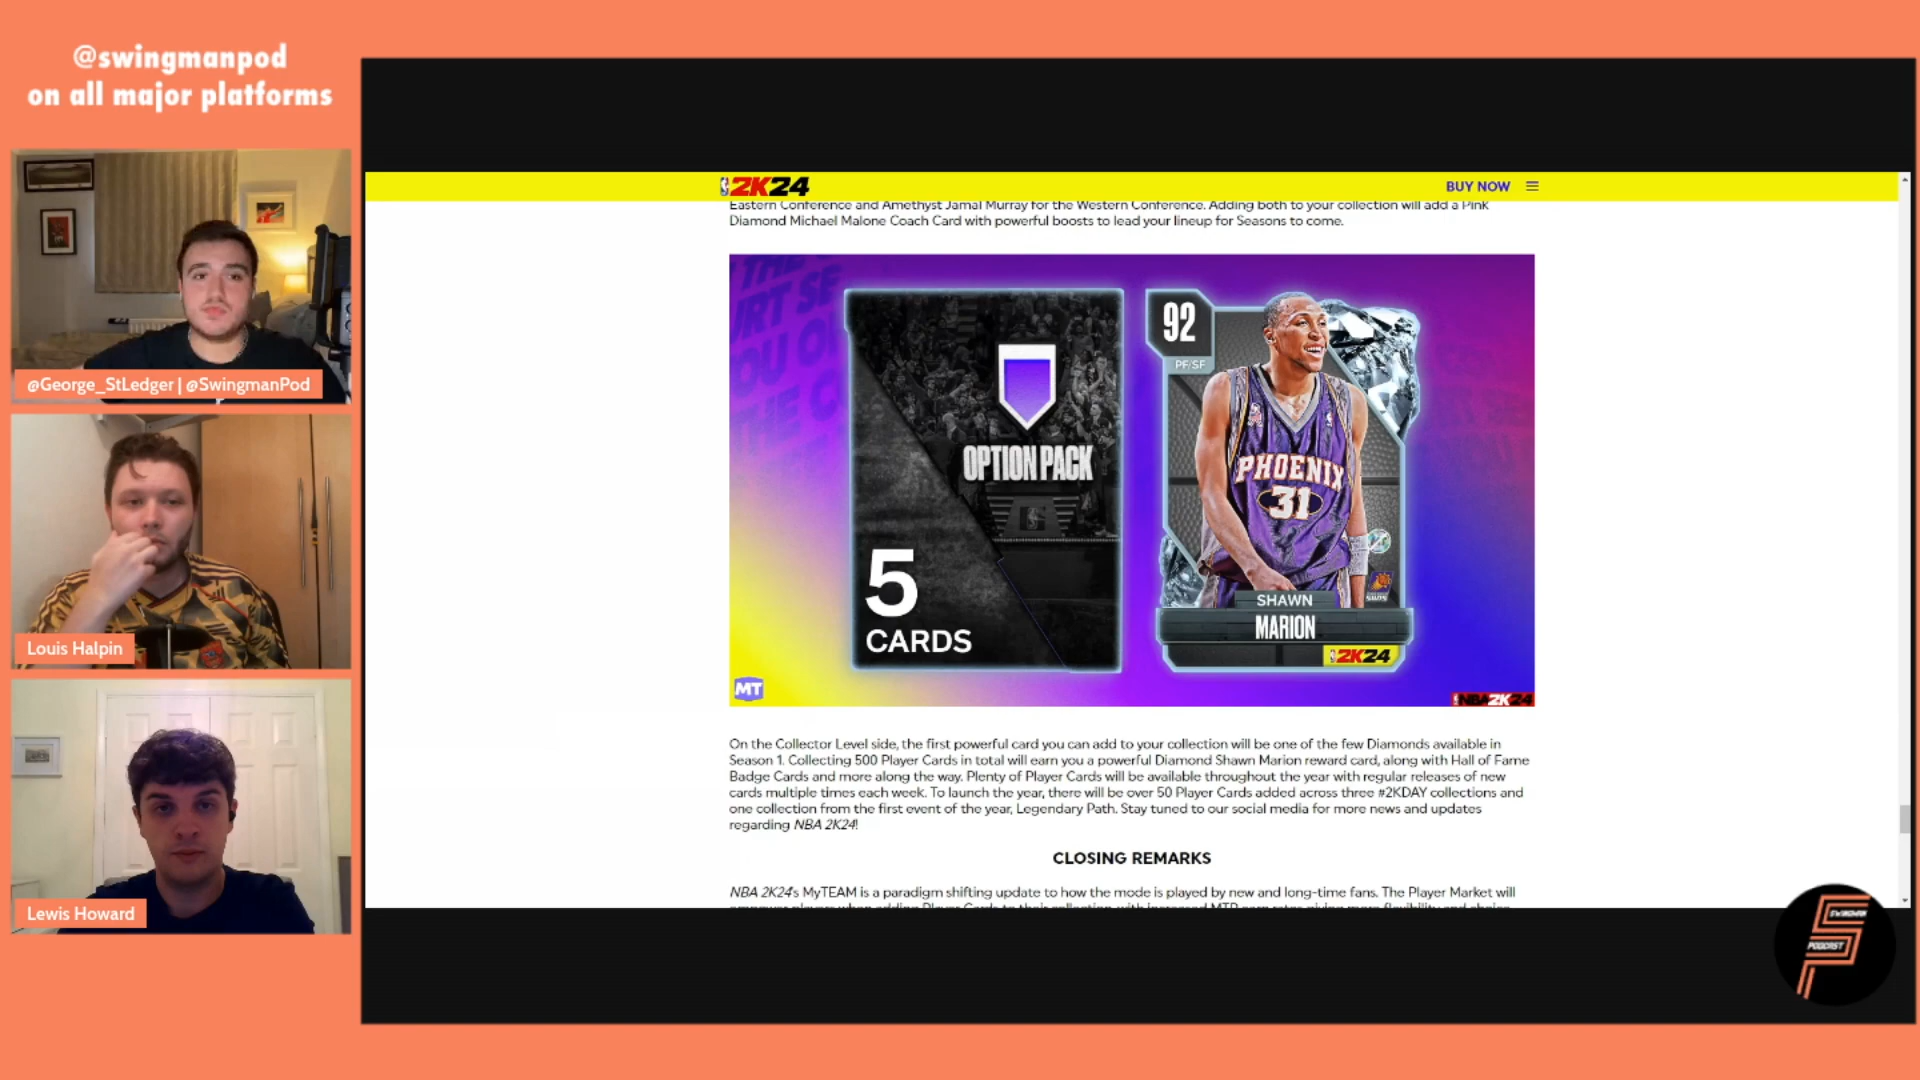 @swingmanpod
on all major platforms
@George_StLedger | @SwingmanPod
Louis Halpin
Lewis Howard
2K24
BUY NOW
Eastern Conference and Amethyst Jamal Murray for the Western Conference. Adding both to your collection will add a Pink
Diamond Michael Malone Coach Card with powerful boosts to lead your lineup for Seasons to come.
OPTION PACK
5
CARDS
MT
92
PF/SF
PHOENIX
31
SUNS
SHAWN
MARION
2K24
NBA 2K24
On the Collector Level side, the first powerful card you can add to your collection will be one of the few Diamonds available in
Season 1. Collecting 500 Player Cards in total will earn you a powerful Diamond Shawn Marion reward card, along with Hall of Fame
Badge Cards and more along the way. Plenty of Player Cards will be available throughout the year with regular releases of new
cards multiple times each week. To launch the year, there will be over 50 Player Cards added across three #2KDAY collections and
one collection from the first event of the year, Legendary Path. Stay tuned to our social media for more news and updates
regarding NBA 2K24!
CLOSING REMARKS
NBA 2K24's MyTEAM is a paradigm shifting update to how the mode is played by new and long-time fans. The Player Market will
SWINGMAN
PODCAST